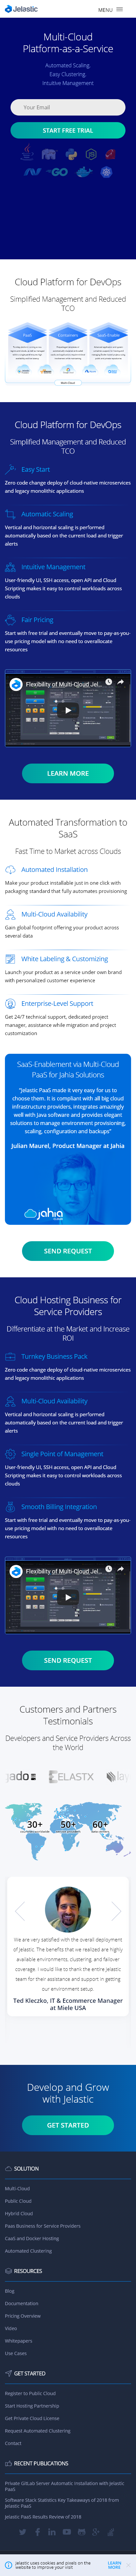 Jelastic
MENU
Multi-Cloud
Platform-as-a-Service
Automated Scaling.
Easy Clustering.
Intuitive Management
Your Email
START FREE TRIAL
Cloud Platform for DevOps
Simplified Management and Reduced
TCO
Cloud Platform for DevOps
Simplified Management and Reduced
TCO
Easy Start
Zero code change deploy of cloud-native microservices
and legacy monolithic applications
Automatic Scaling
Vertical and horizontal scaling is performed
automatically based on the current load and trigger
alerts
Intuitive Management
User-friendly UI, SSH access, open API and Cloud
Scripting makes it easy to control workloads across
clouds
Fair Pricing
Start with free trial and eventually move to pay-as-you-
use pricing model with no need to overallocate
resources
Flexibility of Multi-Cloud Jel...
LEARN MORE
Automated Transformation to
SaaS
Fast Time to Market across Clouds
Automated Installation
Make your product installable just in one click with
packaging standard that fully automates provisioning
Multi-Cloud Availability
Gain global footprint offering your product across
several data
White Labeling & Customizing
Launch your product as a service under own brand
with personalized customer experience
Enterprise-Level Support
Get 24/7 technical support, dedicated project
manager, assistance while migration and project
customization
SaaS-Enablement via Multi-Cloud
PaaS for Jahia Solutions
"Jelastic PaaS made it very easy for us to
choose them. It is compliant with all big cloud
infrastructure providers, integrates amazingly
well with Java software and provides elegant
solutions to manage environment provisioning,
cloning, configuration and backups"
Julian Maurel, Product Manager at Jahia
jahia
SEND REQUEST
Cloud Hosting Business for
Service Providers
Differentiate at the Market and Increase
ROI
Turnkey Business Pack
Zero code change deploy of cloud-native microservices
and legacy monolithic applications
Multi-Cloud Availability
Vertical and horizontal scaling is performed
automatically based on the current load and trigger
alerts
Single Point of Management
User-friendly UI, SSH access, open API and Cloud
Scripting makes it easy to control workloads across
clouds
Smooth Billing Integration
Start with free trial and eventually move to pay-as-you-
use pricing model with no need to overallocate
resources
Flexibility of Multi-Cloud Jel...
SEND REQUEST
Customers and Partners
Testimonials
Developers and Service Providers Across
the World
ELASTX
30+
50+
60+
We are very satisfied with the overall deployment
of Jelastic. The benefits that we realized are highly
available environments, clustering, and failover
coverage. I would like to thank the entire Jelastic
team for their assistance and support in getting
our environment setup.
Ted Kleczko, IT & Ecommerce Manager
at Miele USA
Develop and Grow
with Jelastic
GET STARTED
SOLUTION
Multi-Cloud
Public Cloud
Hybrid Cloud
Paas Business for Service Providers
CaaS and Docker Hosting
Automated Clustering
RESOURCES
Blog
Documentation
Pricing Overview
Video
Whitepapers
Use Cases
GET STARTED
Register to Public Cloud
Start Hosting Partnership
Get Private Cloud License
Request Automated Clustering
Contact
RECENT PUBLICATIONS
Private GitLab Server Automatic Installation with Jelastic
PaaS
Software Stack Statistics Key Takeaways of 2018 from
Jelastic PaaS
Jelastic PaaS Results Review of 2018
Jelastic uses cookies and pixels on the
website to improve your visit.
LEARN
MORE